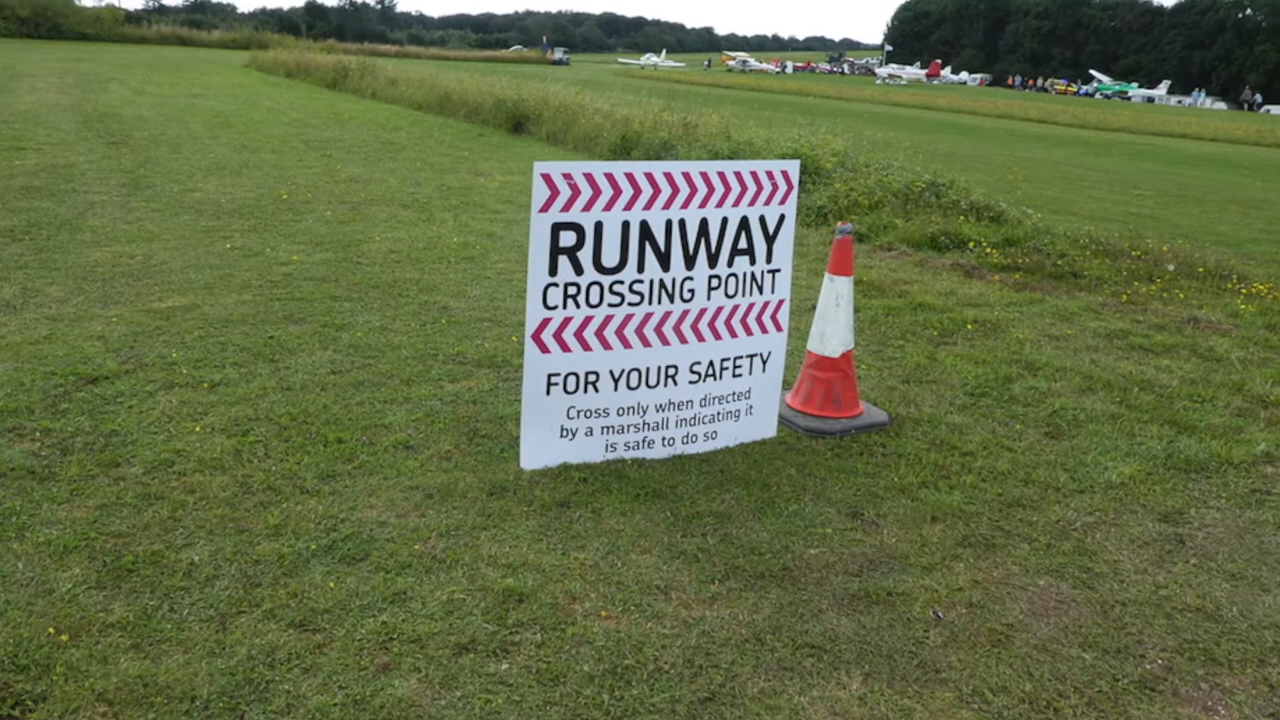 RUNWAY
CROSSING POINT
FOR YOUR SAFETY
Cross only when directed
by a marshall indicating it
is safe to do so